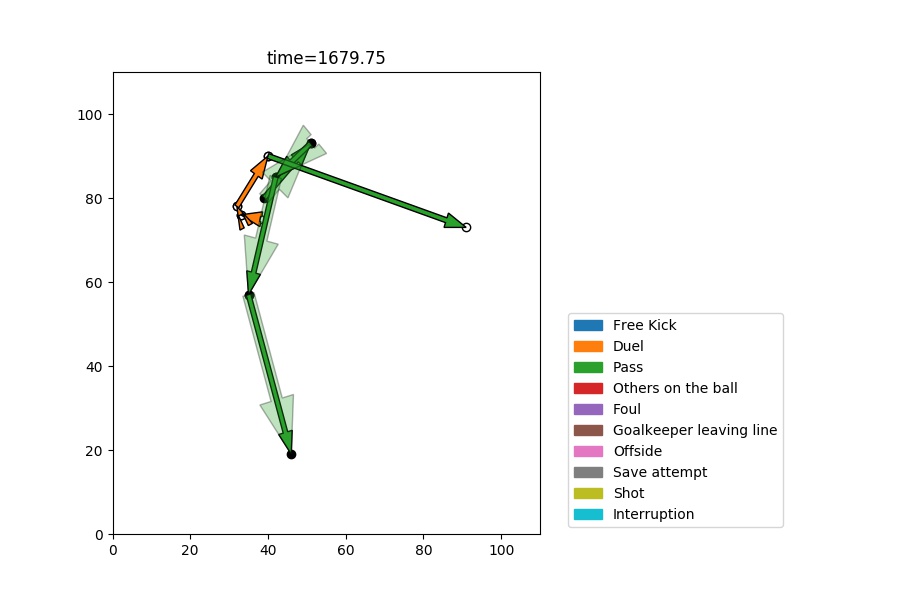 time=1679.75
100
80
60
40
20
0
0 20 40 60 80 100
Free Kick
Duel
Pass
Others on the ball
Foul
Goalkeeper leaving line
Offside
Save attempt
Shot
Interruption